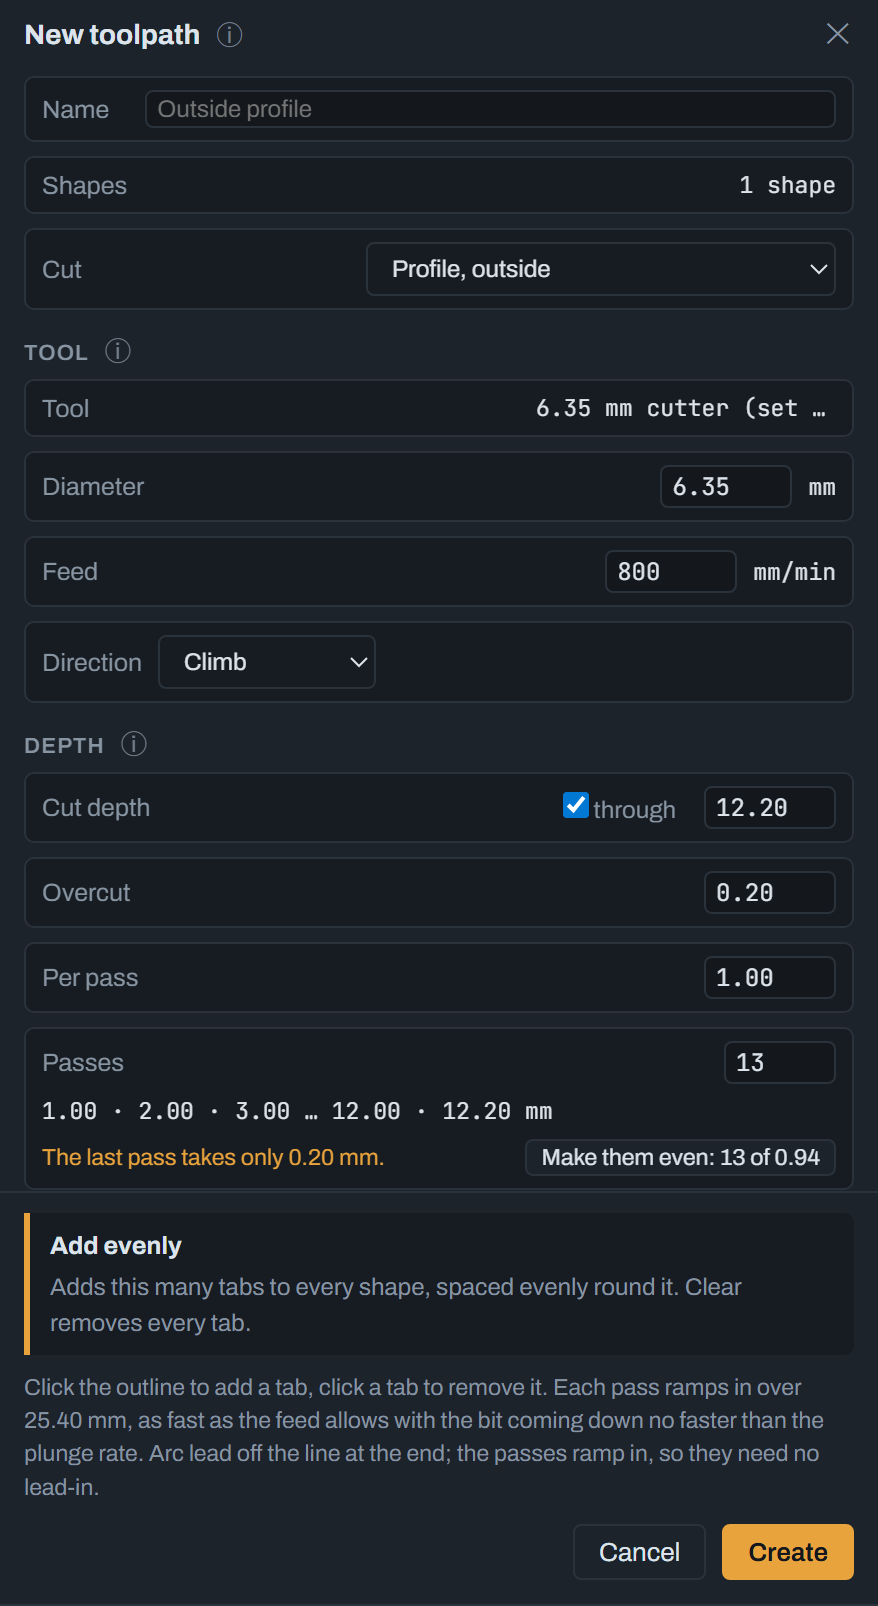 New toolpath ⓘ
Name Outside profile
Shapes 1 shape
Cut Profile, outside
TOOL ⓘ
Tool 6.35 mm cutter (set …
Diameter 6.35 mm
Feed 800 mm/min
Direction Climb
DEPTH ⓘ
Cut depth through 12.20
Overcut 0.20
Per pass 1.00
Passes 13
1.00 · 2.00 · 3.00 … 12.00 · 12.20 mm
The last pass takes only 0.20 mm. Make them even: 13 of 0.94
Add evenly
Adds this many tabs to every shape, spaced evenly round it. Clear
removes every tab.
Click the outline to add a tab, click a tab to remove it. Each pass ramps in over
25.40 mm, as fast as the feed allows with the bit coming down no faster than the
plunge rate. Arc lead off the line at the end; the passes ramp in, so they need no
lead-in.
Cancel Create